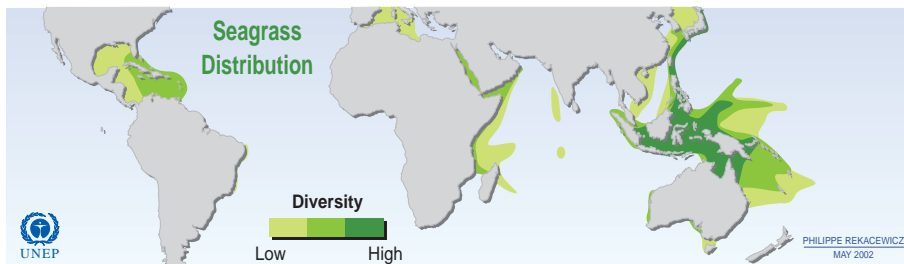 Seagrass
Distribution
Diversity
Low High
UNEP
PHILIPPE REKACEWICZ
MAY 2002